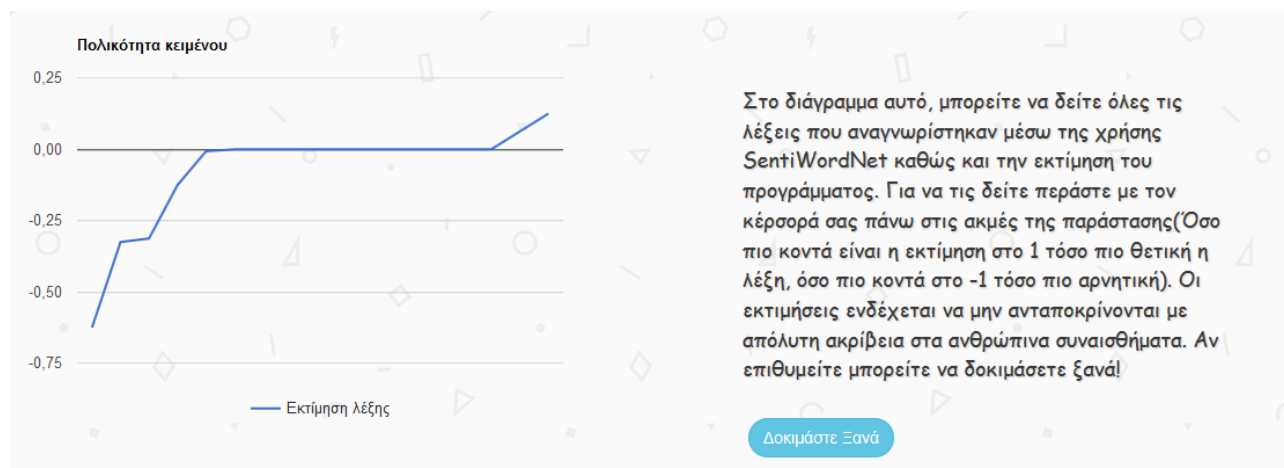 Πολικότητα κειμένου
0,25
0,00
-0,25
-0,50
-0,75
Εκτίμηση λέξης
Στο διάγραμμα αυτό, μπορείτε να δείτε όλες τις
λέξεις που αναγνωρίστηκαν μέσω της χρήσης
SentiWordNet καθώς και την εκτίμηση του
προγράμματος. Για να τις δείτε περάστε με τον
κέρσορά σας πάνω στις ακμές της παράστασης(Όσο
πιο κοντά είναι η εκτίμηση στο 1 τόσο πιο θετική η
λέξη, όσο πιο κοντά στο -1 τόσο πιο αρνητική). Οι
εκτιμήσεις ενδέχεται να μην ανταποκρίνονται με
απόλυτη ακρίβεια στα ανθρώπινα συναισθήματα. Αν
επιθυμείτε μπορείτε να δοκιμάσετε ξανά!
Δοκιμάστε Ξανά